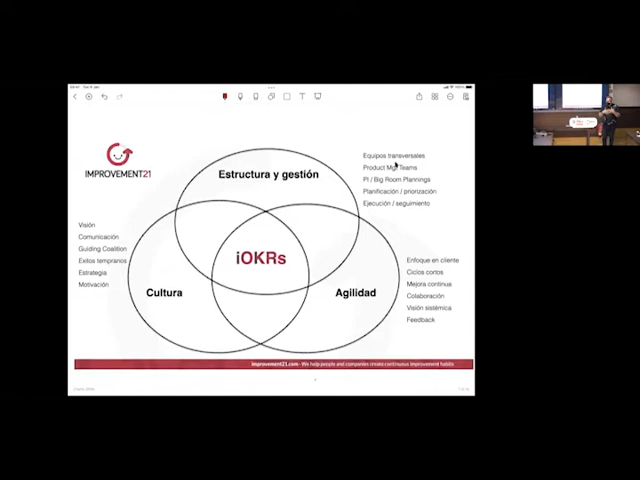 IMPROVEMENT21
Estructura y gestión
Equipos transversales
Product Mgt Teams
PI / Big Room Plannings
Planificación / priorización
Ejecución / seguimiento
Visión
Comunicación
Guiding Coalition
Exitos tempranos
Estrategia
Motivación
iOKRs
Cultura
Agilidad
Enfoque en cliente
Ciclos cortos
Mejora continua
Colaboración
Visión sistémica
Feedback
Improvement21.com - We help people and companies create continuous improvement habits